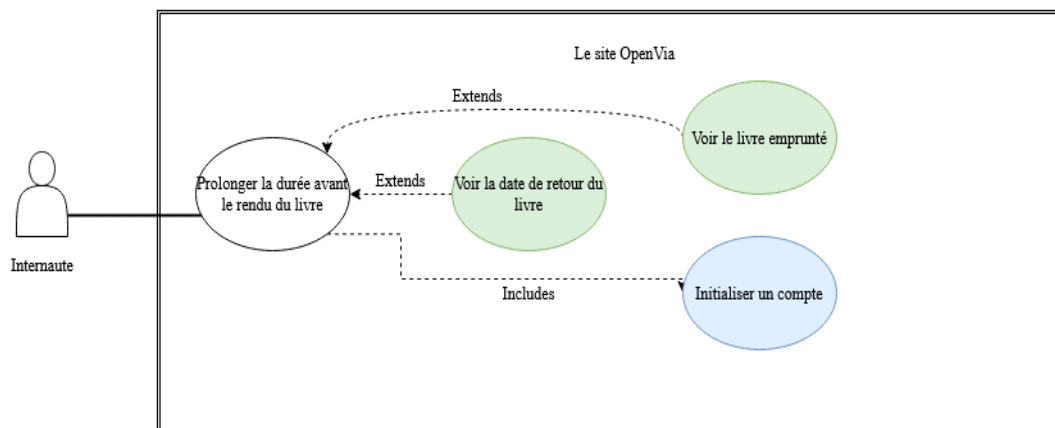 Le site OpenVia
Extends
Voir le livre emprunté
Prolonger la durée avant
le rendu du livre
Extends
Voir la date de retour du
livre
Internaute
Includes
Initialiser un compte